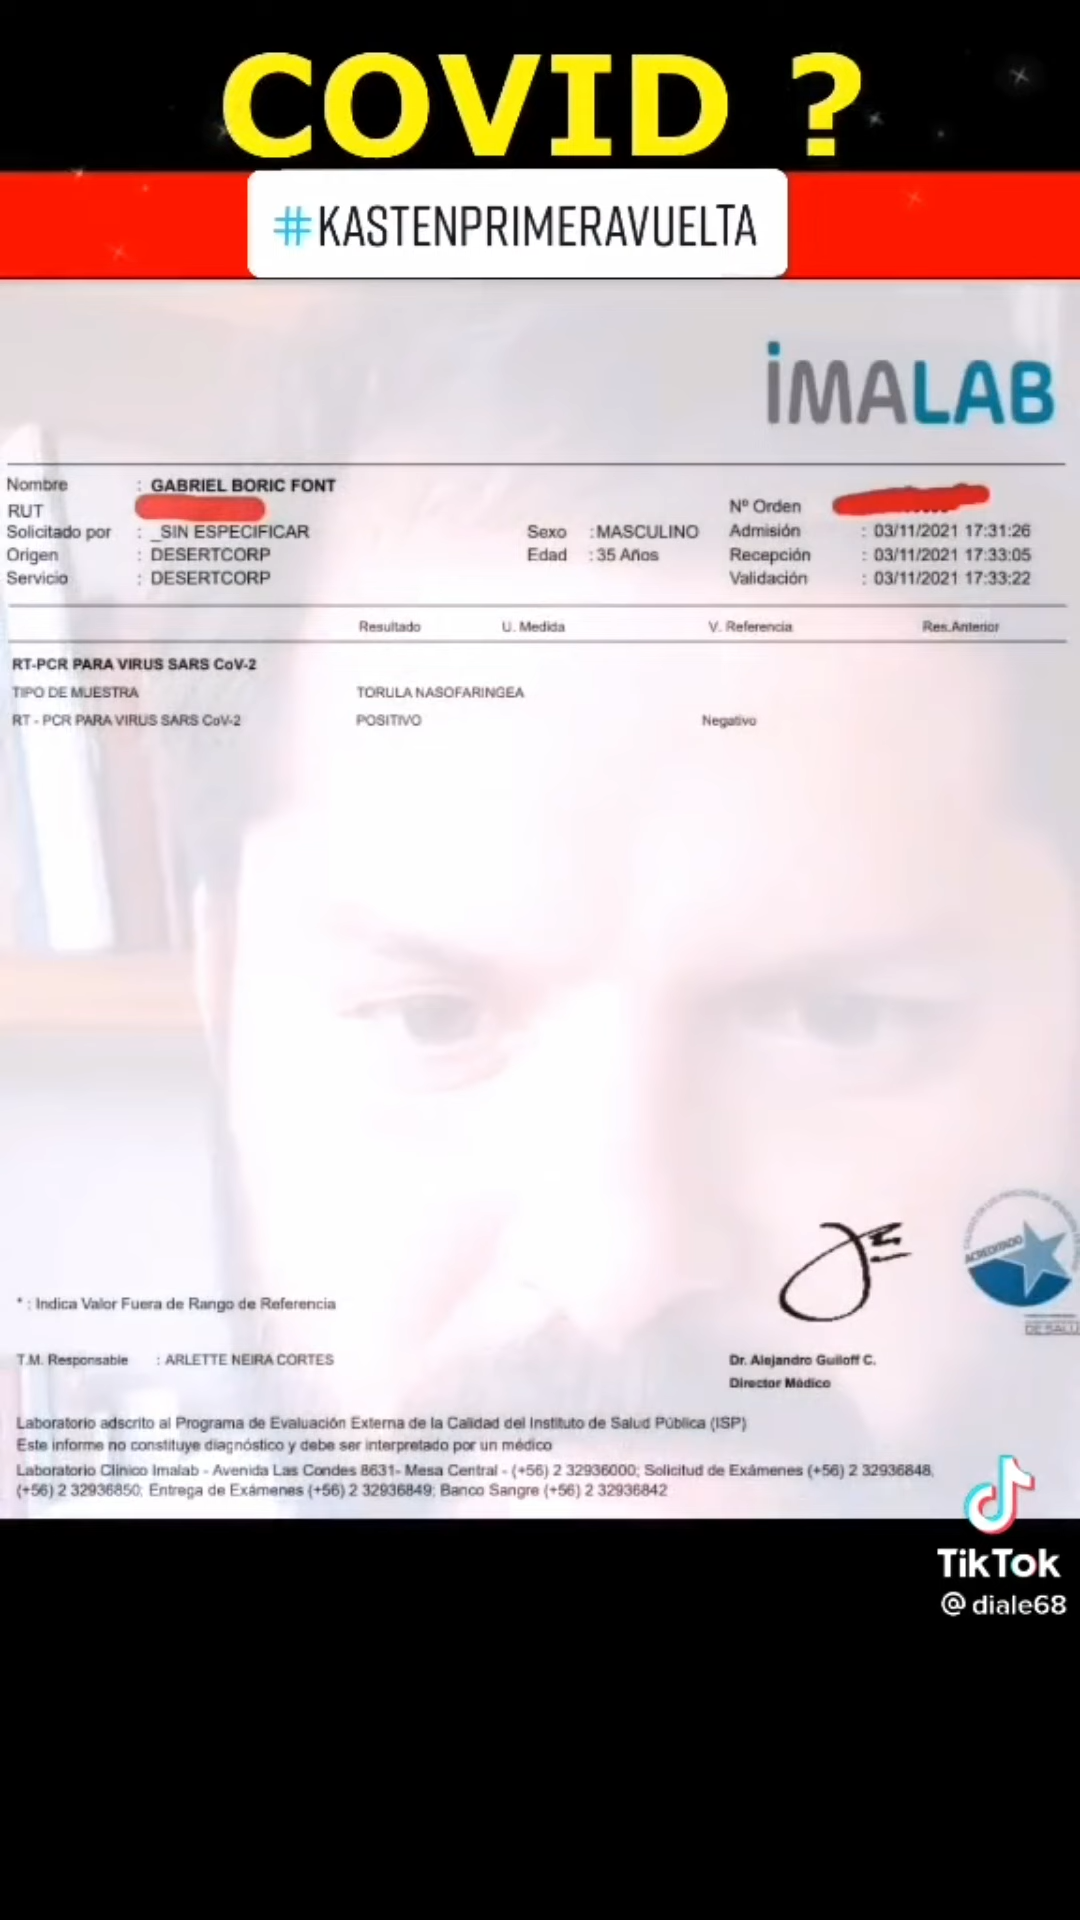 COVID ?
#KASTENPRIMERAVUELTA
iMALAB
Nombre : GABRIEL BORIC FONT
RUT
Nº Orden
Solicitado por : _SIN ESPECIFICAR Sexo : MASCULINO Admisión : 03/11/2021 17:31:26
Origen : DESERTCORP Edad : 35 Años Recepción : 03/11/2021 17:33:05
Servicio : DESERTCORP Validación : 03/11/2021 17:33:22
Resultado U. Medida V. Referencia Res.Anterior
RT-PCR PARA VIRUS SARS CoV-2
TIPO DE MUESTRA TORULA NASOFARINGEA
RT - PCR PARA VIRUS SARS CoV-2 POSITIVO Negativo
ACREDITADO
DE SALU
* : Indica Valor Fuera de Rango de Referencia
T.M. Responsable : ARLETTE NEIRA CORTES
Dr. Alejandro Guiloff C.
Director Médico
Laboratorio adscrito al Programa de Evaluación Externa de la Calidad del Instituto de Salud Pública (ISP)
Este informe no constituye diagnóstico y debe ser interpretado por un médico
Laboratorio Clínico Imalab - Avenida Las Condes 8631- Mesa Central - (+56) 2 32936000; Solicitud de Exámenes (+56) 2 32936848,
(+56) 2 32936850; Entrega de Exámenes (+56) 2 32936849; Banco Sangre (+56) 2 32936842
TikTok
@diale68